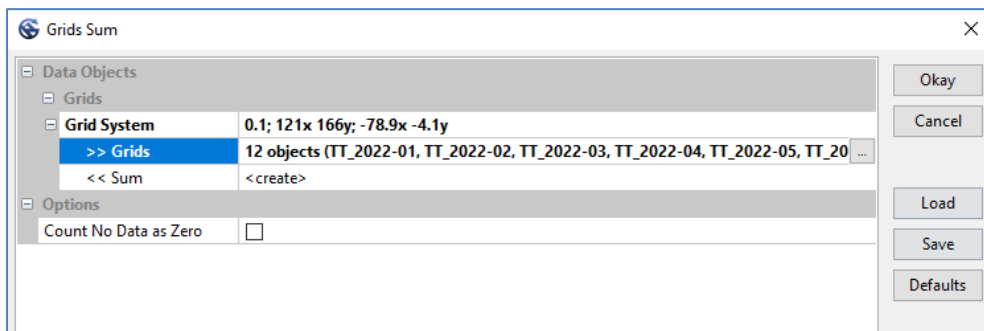 Grids Sum
Data Objects
Grids
Grid System 0.1; 121x 166y; -78.9x -4.1y
>> Grids 12 objects (TT_2022-01, TT_2022-02, TT_2022-03, TT_2022-04, TT_2022-05, TT_20 ...
<< Sum <create>
Options
Count No Data as Zero
Okay
Cancel
Load
Save
Defaults